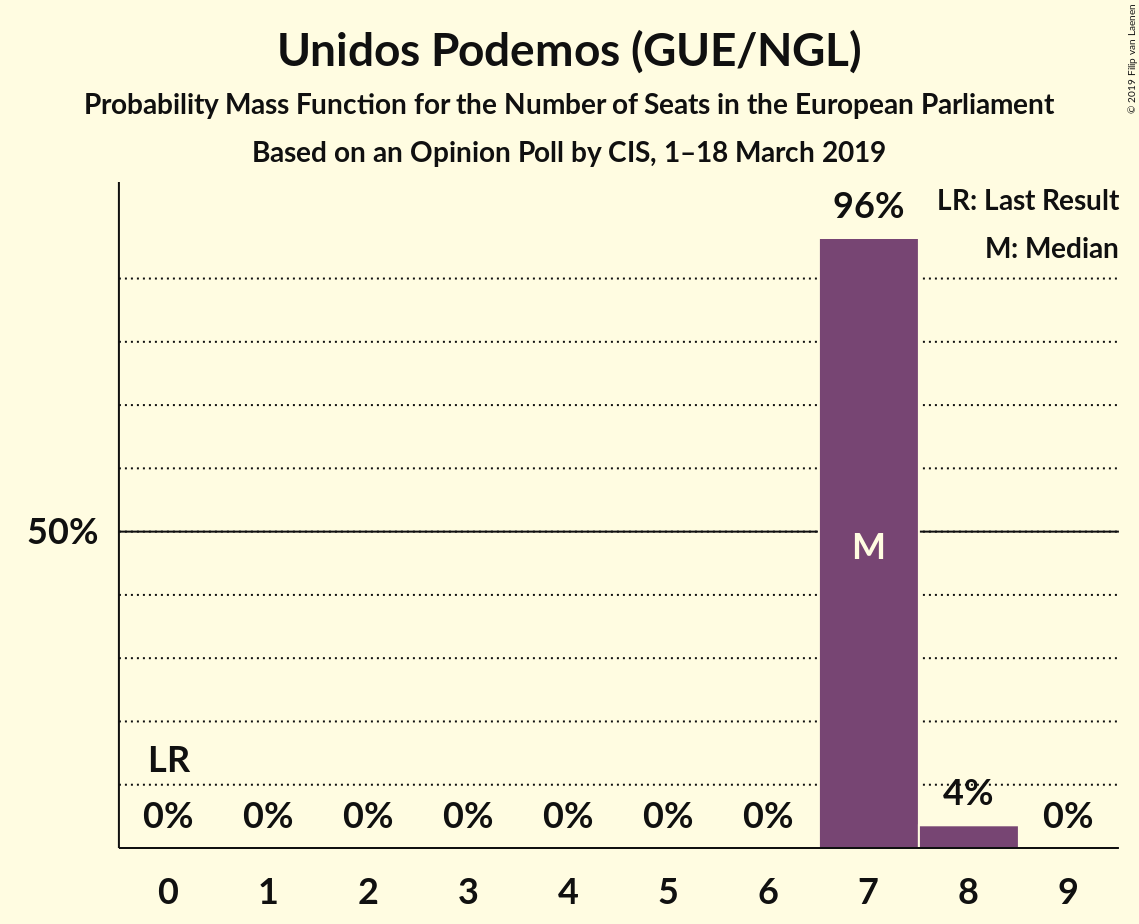 Unidos Podemos (GUE/NGL)
Probability Mass Function for the Number of Seats in the European Parliament
Based on an Opinion Poll by CIS, 1–18 March 2019
© 2019 Filip van Laenen
LR: Last Result
M: Median
96%
50%
M
LR
0% 0% 0% 0% 0% 0% 0% 4% 0%
0 1 2 3 4 5 6 7 8 9